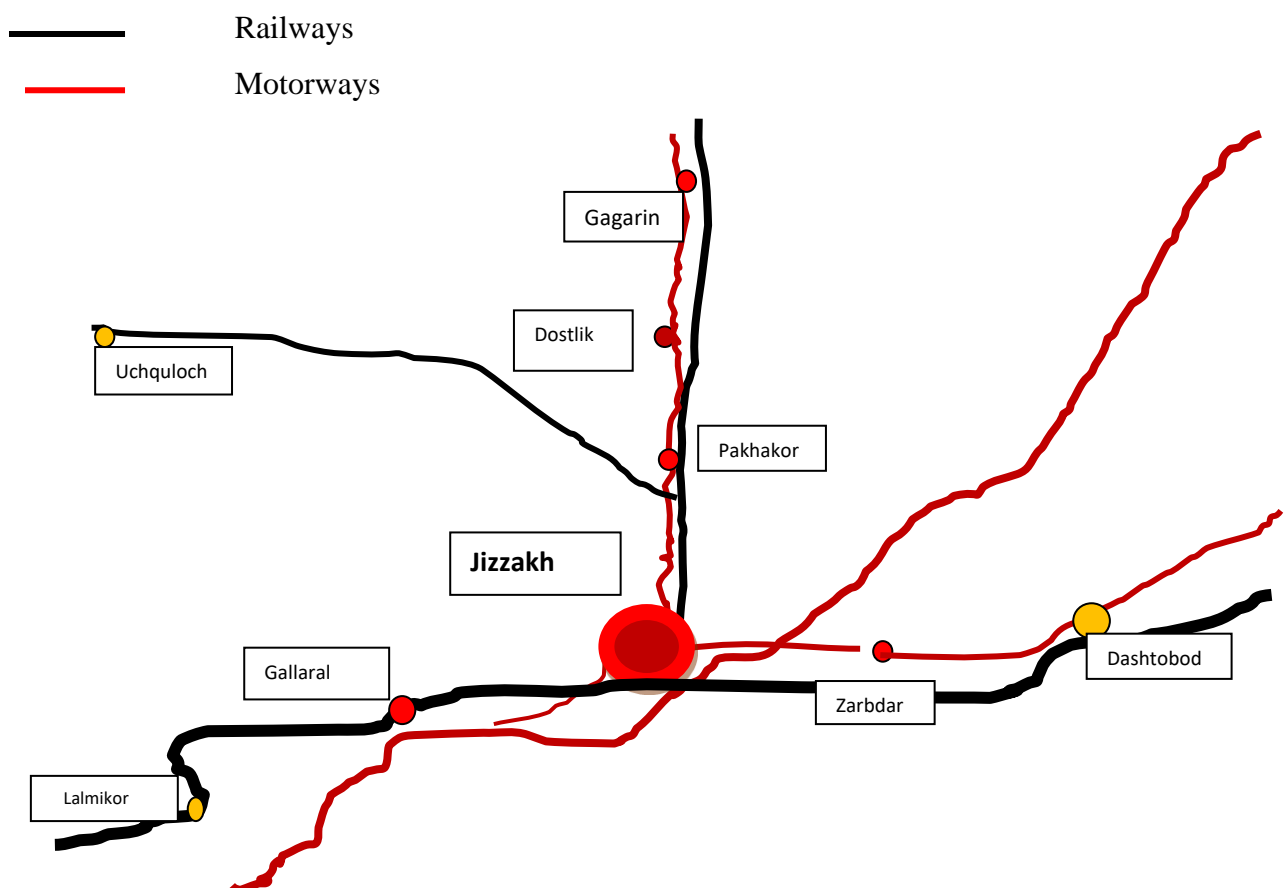 Railways
Motorways
Gagarin
Dostlik
Uchquloch
Pakhakor
Jizzakh
Gallaral
Dashtobod
Zarbdar
Lalmikor